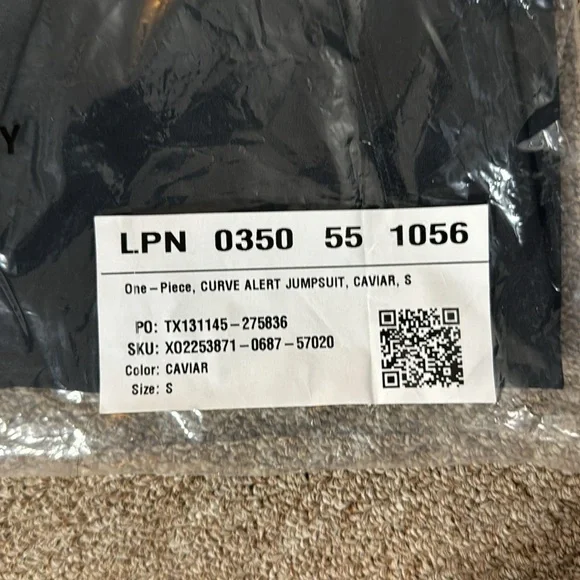 Y
LPN 0350 55 1056
One-Piece, CURVE ALERT JUMPSUIT, CAVIAR, S
PO: TX131145-275836
SKU: X02253871-0687-57020
Color: CAVIAR
Size: S